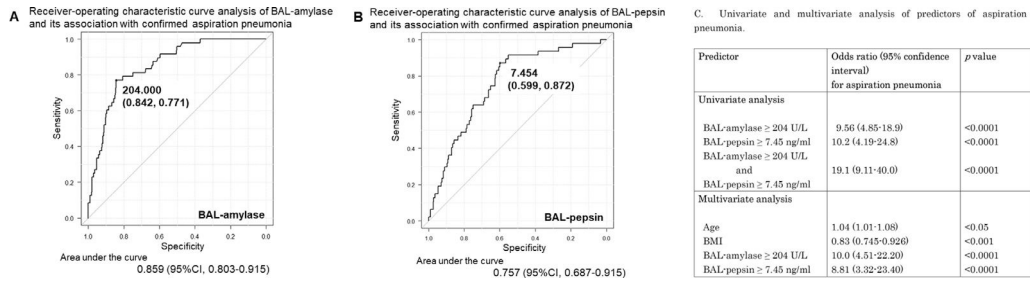 A
Receiver-operating characteristic curve analysis of BAL-amylase
and its association with confirmed aspiration pneumonia
1.0
0.8
0.6
0.4
0.2
0.0
Sensitivity
204.000
(0.842, 0.771)
BAL-amylase
1.0 0.8 0.6 0.4 0.2 0.0
Specificity
Area under the curve
0.859 (95%CI, 0.803-0.915)
B
Receiver-operating characteristic curve analysis of BAL-pepsin
and its association with confirmed aspiration pneumonia
1.0
0.8
0.6
0.4
0.2
0.0
Sensitivity
7.454
(0.599, 0.872)
BAL-pepsin
1.0 0.8 0.6 0.4 0.2 0.0
Specificity
Area under the curve
0.757 (95%CI, 0.687-0.915)
C. Univariate and multivariate analysis of predictors of aspiration
pneumonia.
Predictor Odds ratio (95% confidence p value
interval)
for aspiration pneumonia
Univariate analysis
BAL-amylase ≥ 204 U/L 9.56 (4.85-18.9) <0.0001
BAL-pepsin ≥ 7.45 ng/ml 10.2 (4.19-24.8) <0.0001
BAL-amylase ≥ 204 U/L
and 19.1 (9.11-40.0) <0.0001
BAL-pepsin ≥ 7.45 ng/ml
Multivariate analysis
Age 1.04 (1.01-1.08) <0.05
BMI 0.83 (0.745-0.926) <0.001
BAL-amylase ≥ 204 U/L 10.0 (4.51-22.20) <0.0001
BAL-pepsin ≥ 7.45 ng/ml 8.81 (3.32-23.40) <0.0001